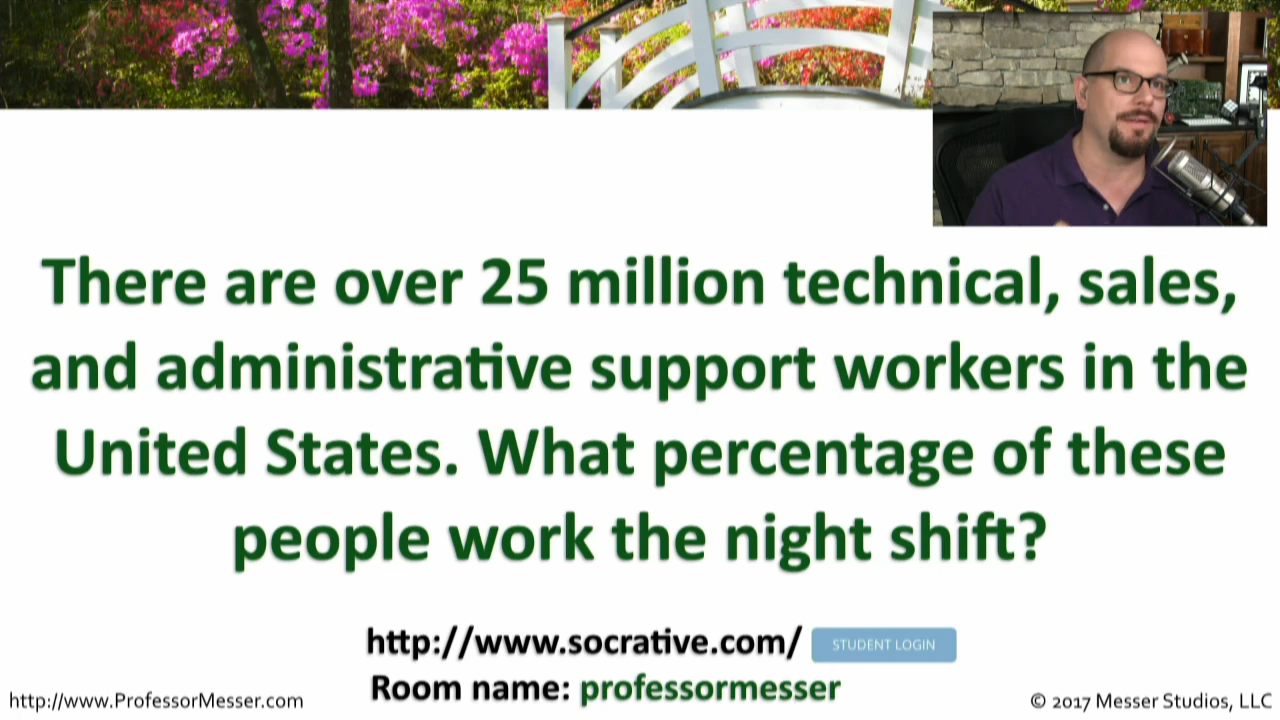 There are over 25 million technical, sales,
and administrative support workers in the
United States. What percentage of these
people work the night shift?
http://www.socrative.com/ STUDENT LOGIN
Room name: professormesser
http://www.ProfessorMesser.com
© 2017 Messer Studios, LLC